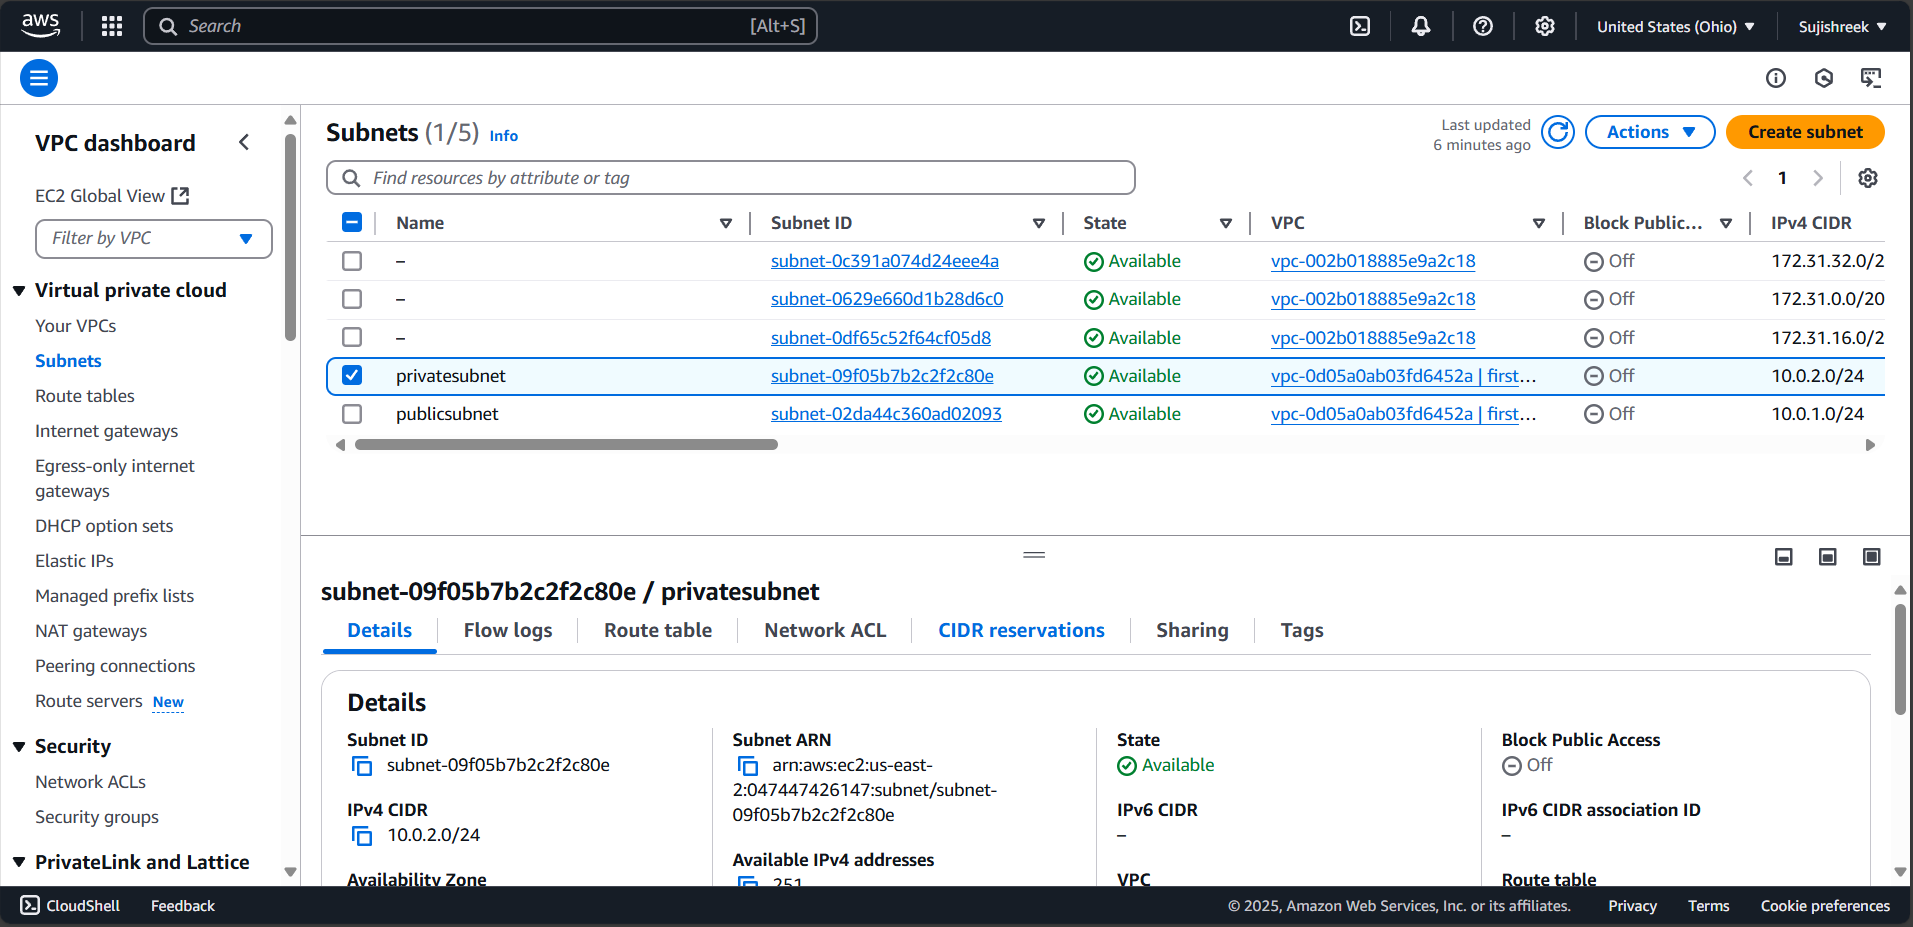 aws
Search [Alt+S]
United States (Ohio)
Sujishreek
VPC dashboard
EC2 Global View
Filter by VPC
Virtual private cloud
Your VPCs
Subnets
Route tables
Internet gateways
Egress-only internet
gateways
DHCP option sets
Elastic IPs
Managed prefix lists
NAT gateways
Peering connections
Route servers New
Security
Network ACLs
Security groups
PrivateLink and Lattice
Subnets (1/5) Info
Last updated
6 minutes ago
Actions
Create subnet
Find resources by attribute or tag
1
Name Subnet ID State VPC Block Public... IPv4 CIDR
– subnet-0c391a074d24eee4a Available vpc-002b018885e9a2c18 Off 172.31.32.0/2
– subnet-0629e660d1b28d6c0 Available vpc-002b018885e9a2c18 Off 172.31.0.0/20
– subnet-0df65c52f64cf05d8 Available vpc-002b018885e9a2c18 Off 172.31.16.0/2
privatesubnet subnet-09f05b7b2c2f2c80e Available vpc-0d05a0ab03fd6452a | first... Off 10.0.2.0/24
publicsubnet subnet-02da44c360ad02093 Available vpc-0d05a0ab03fd6452a | first... Off 10.0.1.0/24
subnet-09f05b7b2c2f2c80e / privatesubnet
Details Flow logs Route table Network ACL CIDR reservations Sharing Tags
Details
Subnet ID
subnet-09f05b7b2c2f2c80e
IPv4 CIDR
10.0.2.0/24
Availability Zone
Subnet ARN
arn:aws:ec2:us-east-
2:047447426147:subnet/subnet-
09f05b7b2c2f2c80e
Available IPv4 addresses
251
State
Available
IPv6 CIDR
–
VPC
Block Public Access
Off
IPv6 CIDR association ID
–
Route table
CloudShell Feedback
© 2025, Amazon Web Services, Inc. or its affiliates. Privacy Terms Cookie preferences